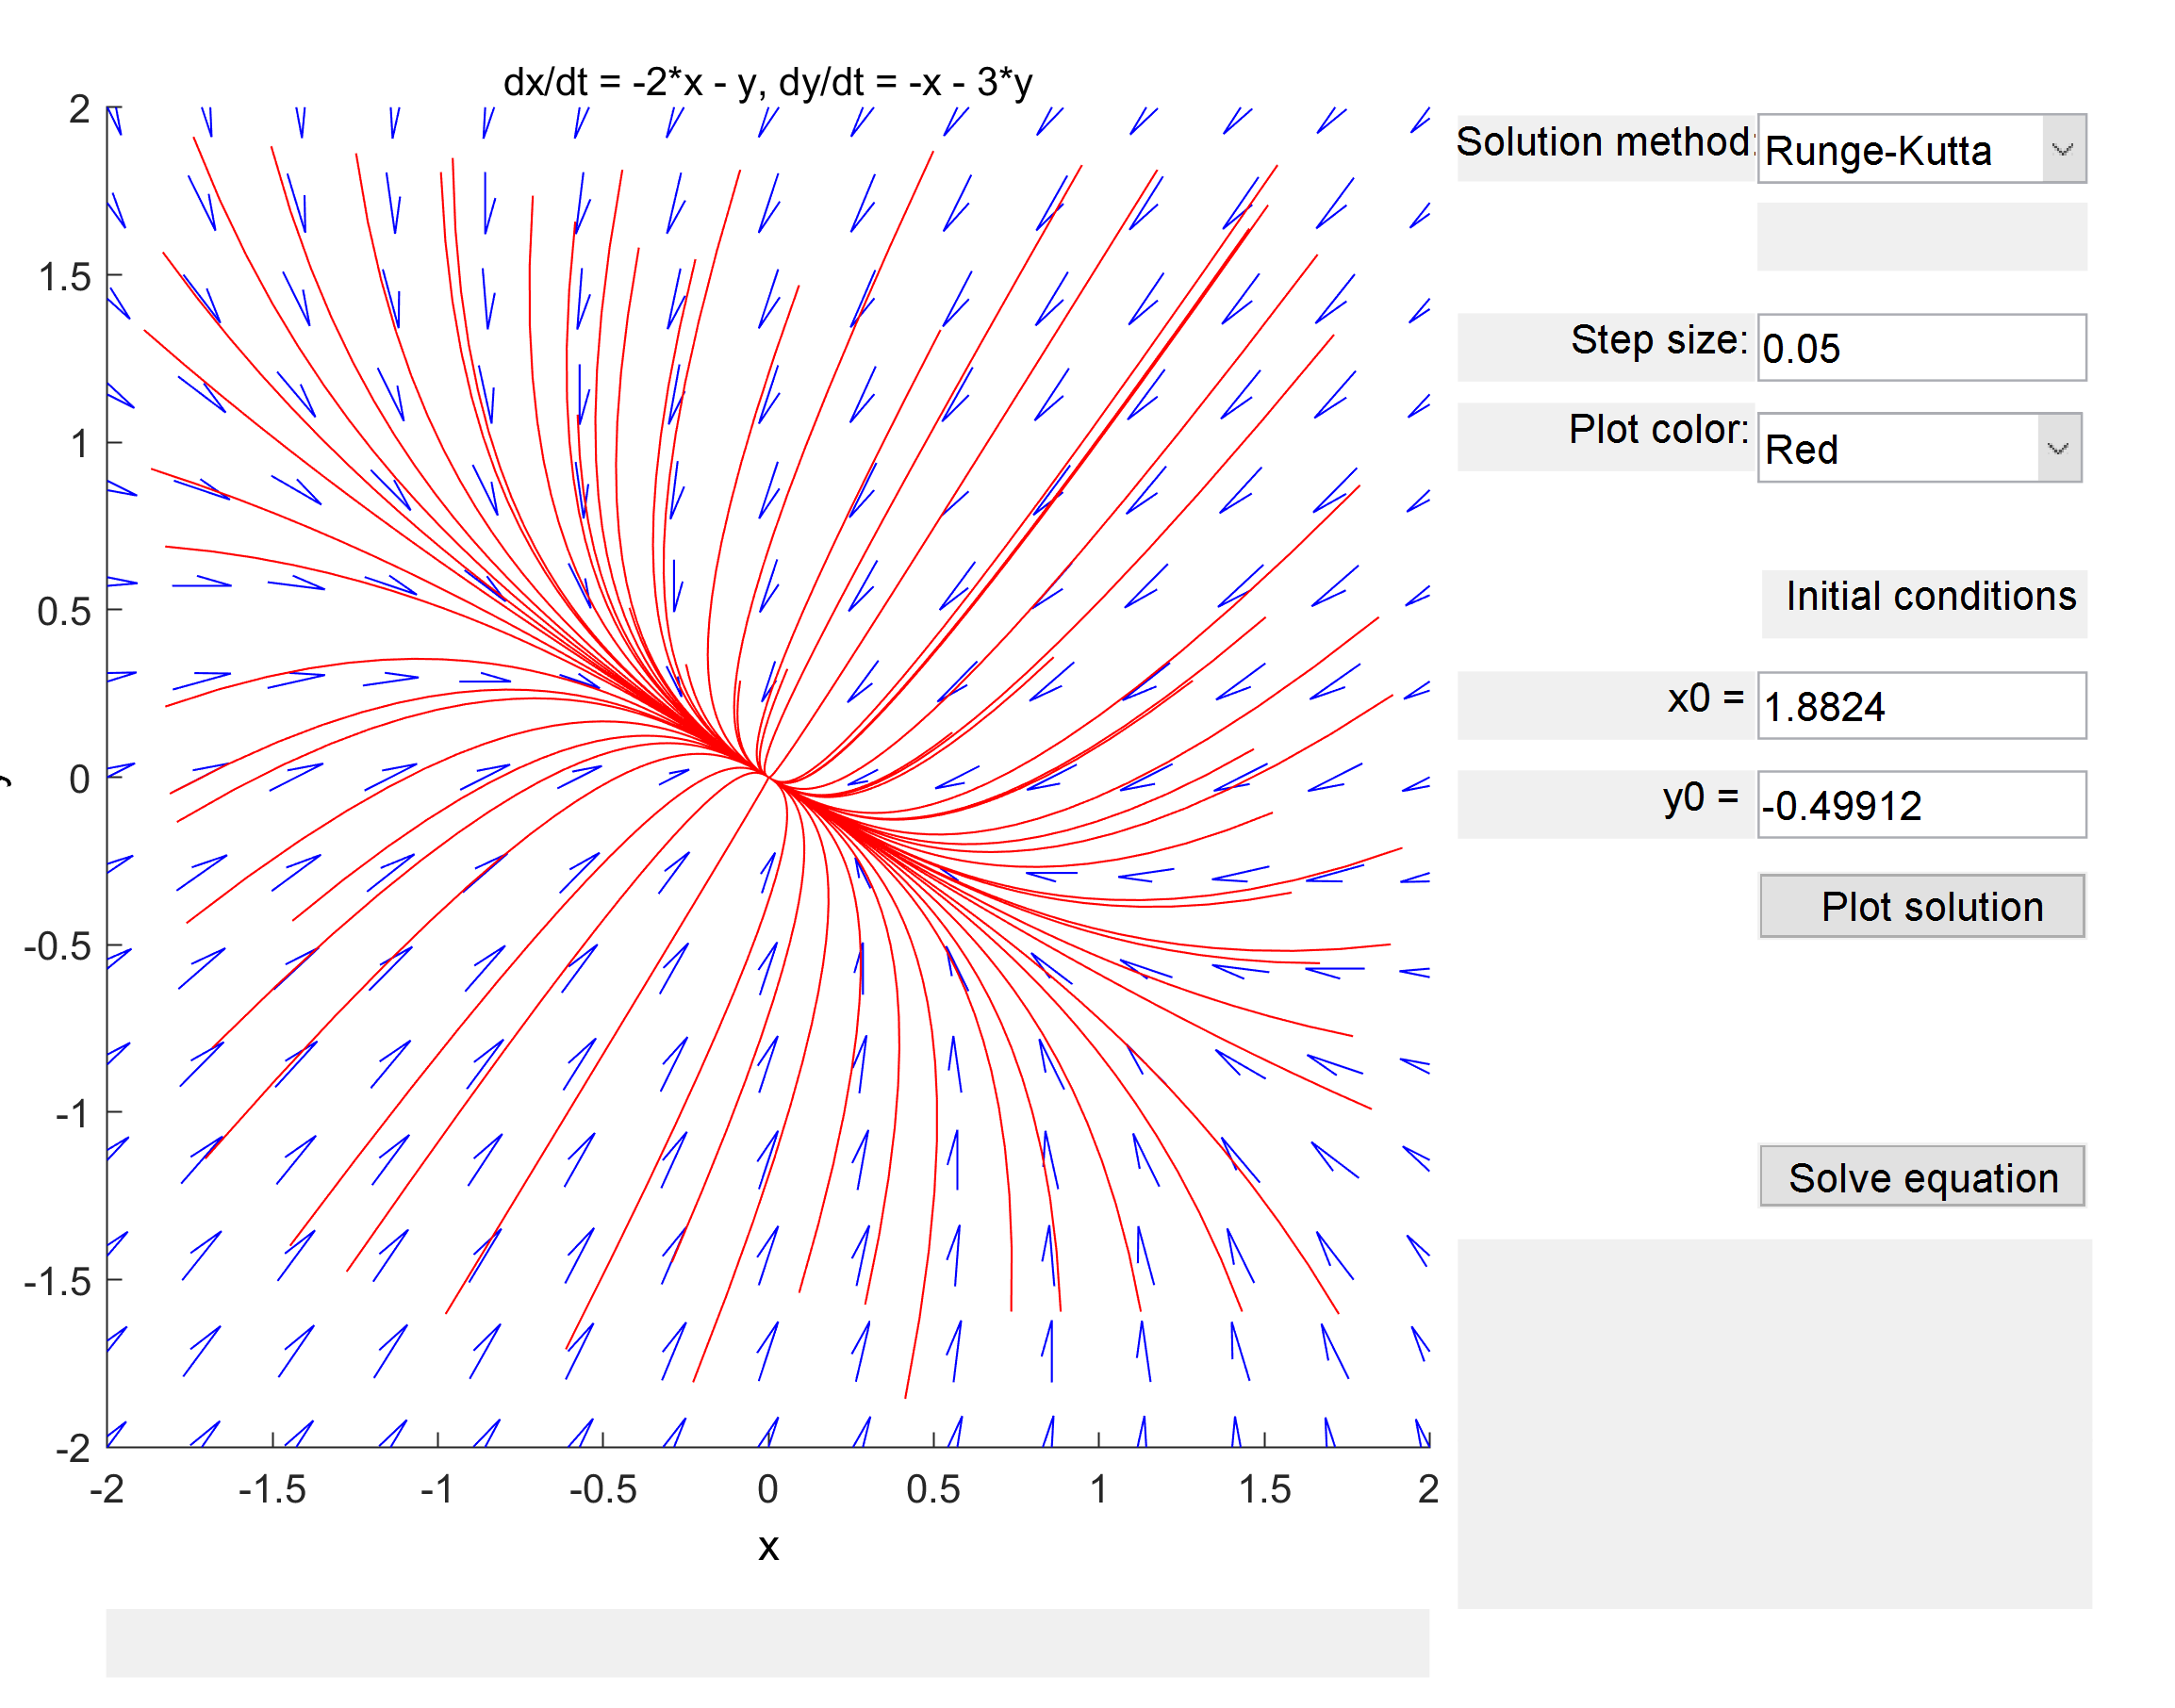 dx/dt = -2*x - y, dy/dt = -x - 3*y
2
1.5
1
0.5
0
-0.5
-1
-1.5
-2
-2 -1.5 -1 -0.5 0 0.5 1 1.5 2
x
Solution method: Runge-Kutta
Step size: 0.05
Plot color: Red
Initial conditions
x0 = 1.8824
y0 = -0.49912
Plot solution
Solve equation